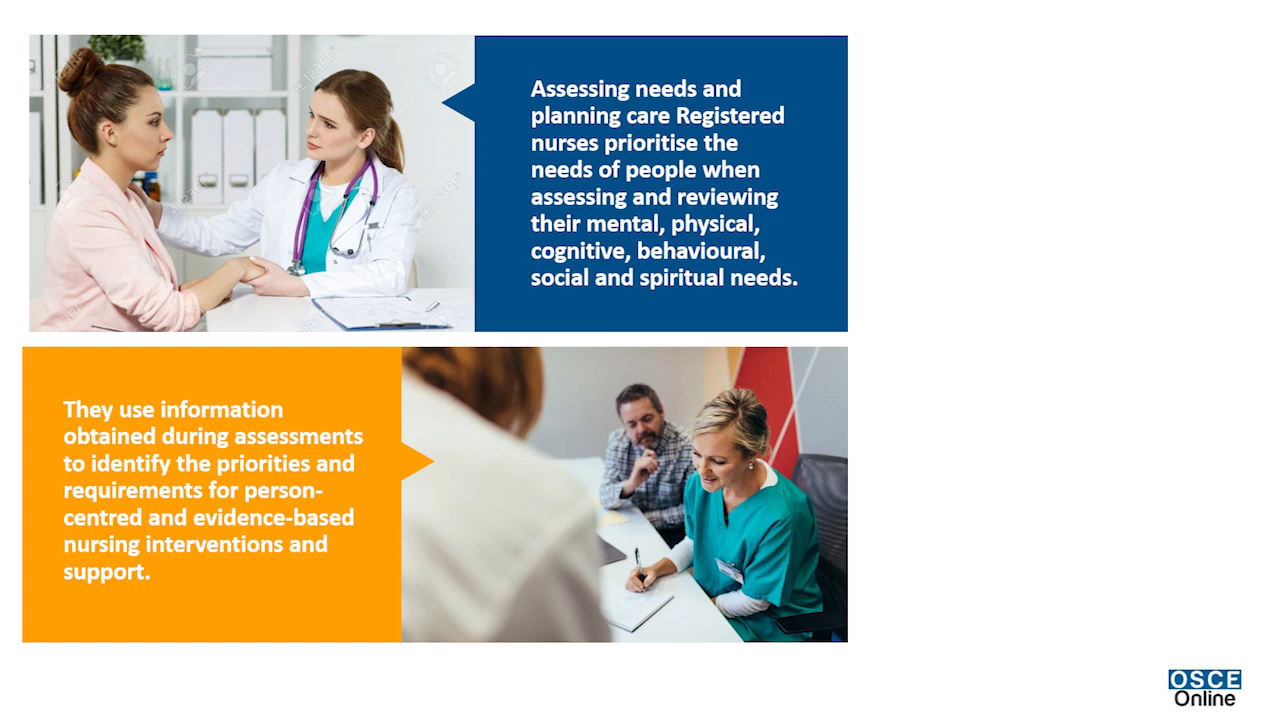 Assessing needs and
planning care Registered
nurses prioritise the
needs of people when
assessing and reviewing
their mental, physical,
cognitive, behavioural,
social and spiritual needs.
They use information
obtained during assessments
to identify the priorities and
requirements for person-
centred and evidence-based
nursing interventions and
support.
OSCE
Online